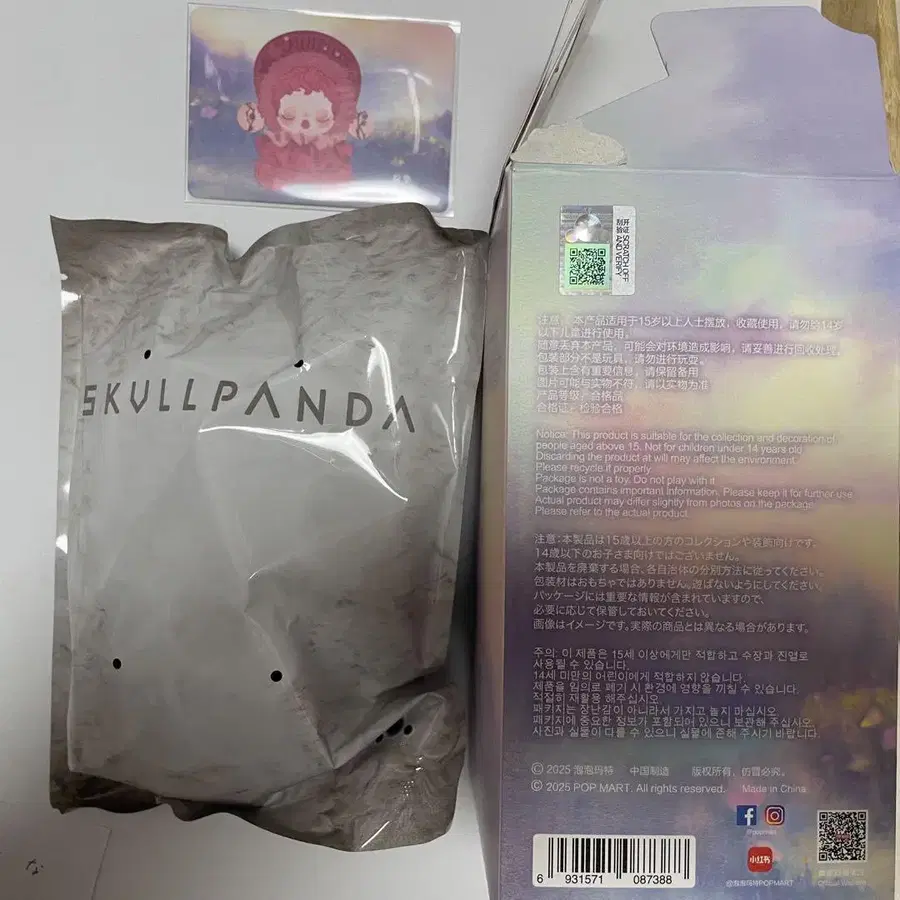 SKULLPANDA
刮开
验证
SCRATCH OFF
AND VERIFY
注意：本产品适用于15岁以上人士摆放，收藏使用，请勿给14岁
以下儿童进行使用。
随意丢弃本产品，可能会对环境造成影响，请妥善进行回收处理。
包装部分不是玩具，请勿进行玩耍。
包装上含有重要信息，请保留备用
图片可能与实物不符，请以实物为准
产品等级：合格品
合格证：检验合格
Notice: This product is suitable for the collection and decoration of
people aged above 15. Not for children under 14 years old
Discarding the product at will may affect the environment.
Please recycle it properly.
Package is not a toy. Do not play with it
Package contains important information. Please keep it for further use
Actual product may differ slightly from photos on the package
Please refer to the actual product
注意：本製品は15歳以上の方のコレクションや装飾向けです。
14歳以下のお子さま向けではございません。
本製品を廃棄する場合、各自治体の分別方法に従ってください。
包装材はおもちゃではありません。遊ばないようにしてください。
パッケージには重要な情報が含まれていますので、
必要に応じて保管しておいてください。
画像はイメージです。実際の商品とは異なる場合があります。
주의: 이 제품은 15세 이상에게만 적합하고 수장과 진열로
사용될 수 있습니다.
14세 미만의 어린이에게 적합하지 않습니다.
제품을 임의로 폐기 시 환경에 영향을 끼칠 수 있습니다.
적절히 재활용 해주십시오.
패키지는 장난감이 아니라서 가지고 놀지 마십시오.
패키지에 중요한 정보가 포함되어 있으니 보관해 주십시오.
사진과 실물이 다를 수 있으니 실물에 준해 주시기 바랍니다.
© 2025 泡泡玛特 中国制造 版权所有，仿冒必究。
© 2025 POP MART. All rights reserved. Made in China
@popmart
小红书
@泡泡玛特POPMART
Official Website
6 931571 087388